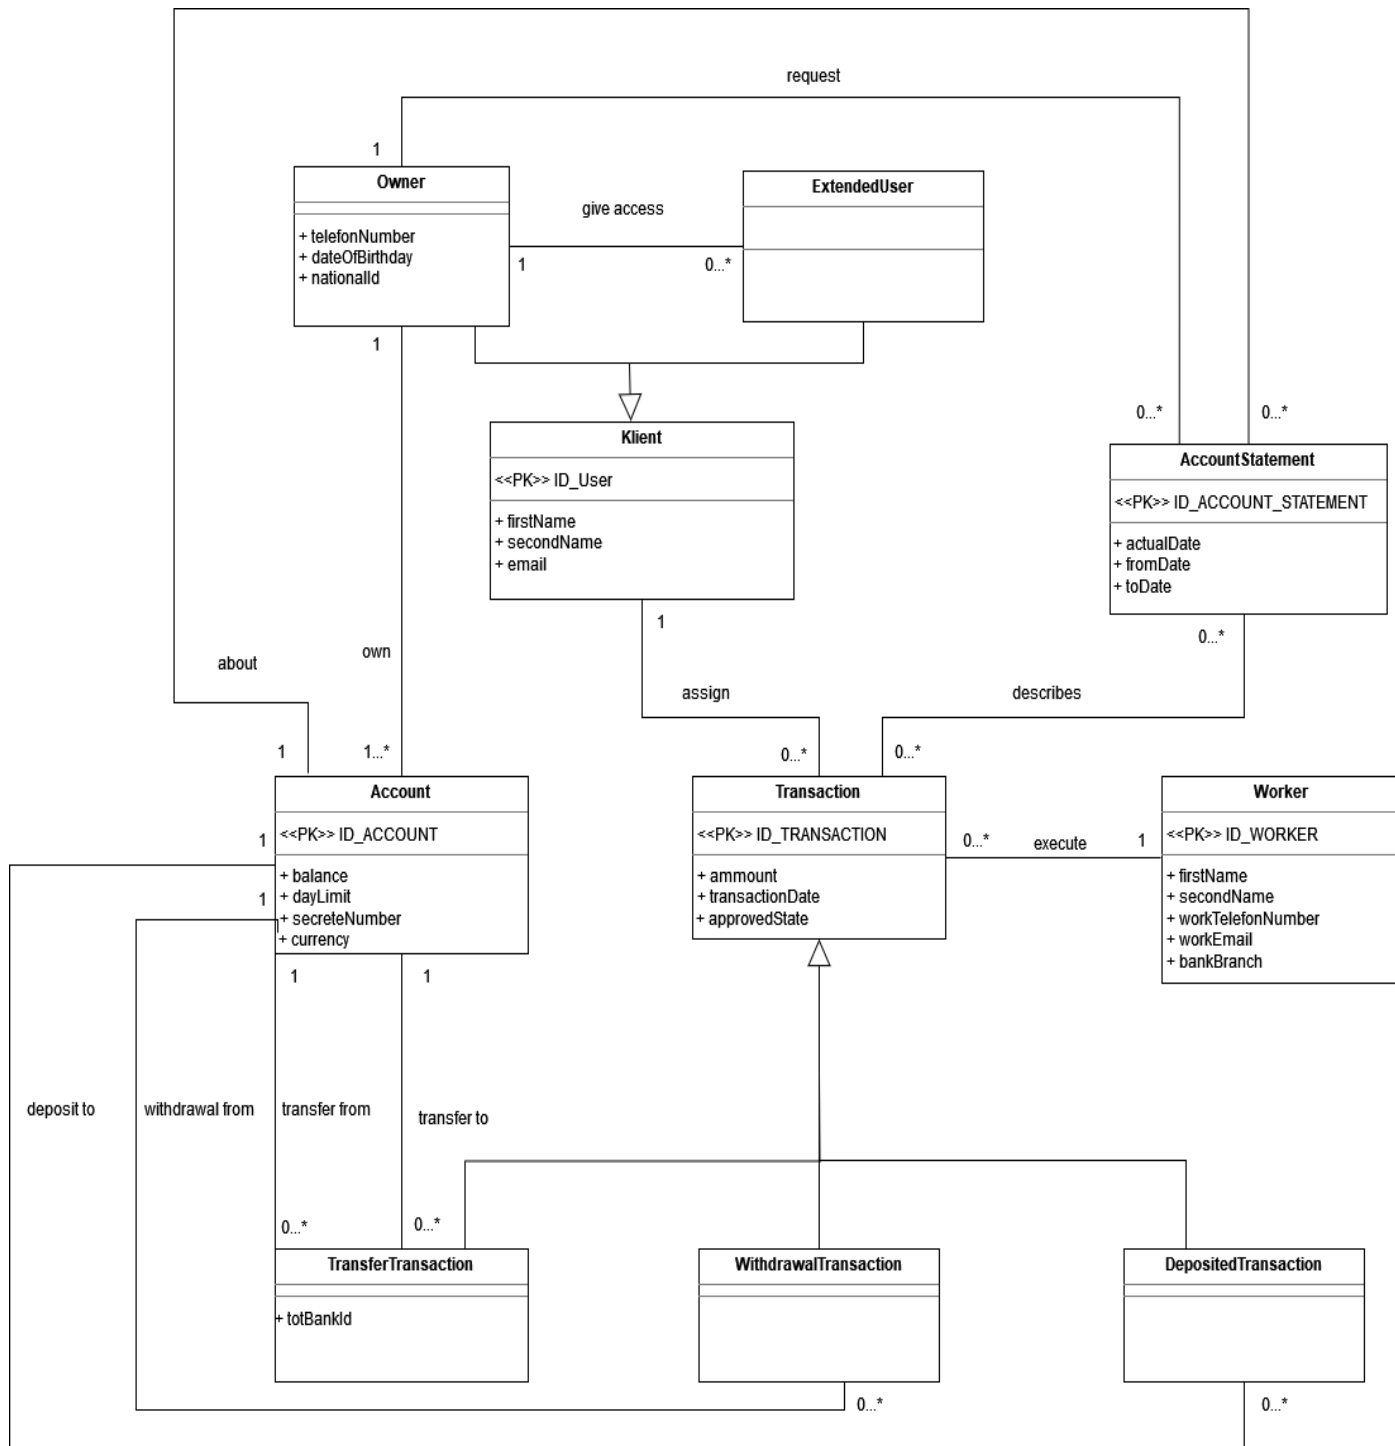 request
1
Owner
+ telefonNumber
+ dateOfBirthday
+ nationalId
give access
1
0...*
ExtendedUser
1
0...*
0...*
Klient
<<PK>> ID_User
+ firstName
+ secondName
+ email
AccountStatement
<<PK>> ID_ACCOUNT_STATEMENT
+ actualDate
+ fromDate
+ toDate
1
0...*
about
own
assign
describes
1
1...*
0...*
0...*
Account
<<PK>> ID_ACCOUNT
+ balance
+ dayLimit
+ secreteNumber
+ currency
1
1
1
1
Transaction
<<PK>> ID_TRANSACTION
+ ammount
+ transactionDate
+ approvedState
0...*
execute
1
Worker
<<PK>> ID_WORKER
+ firstName
+ secondName
+ workTelefonNumber
+ workEmail
+ bankBranch
deposit to
withdrawal from
transfer from
transfer to
0...*
0...*
TransferTransaction
+ totBankId
WithdrawalTransaction
DepositedTransaction
0...*
0...*